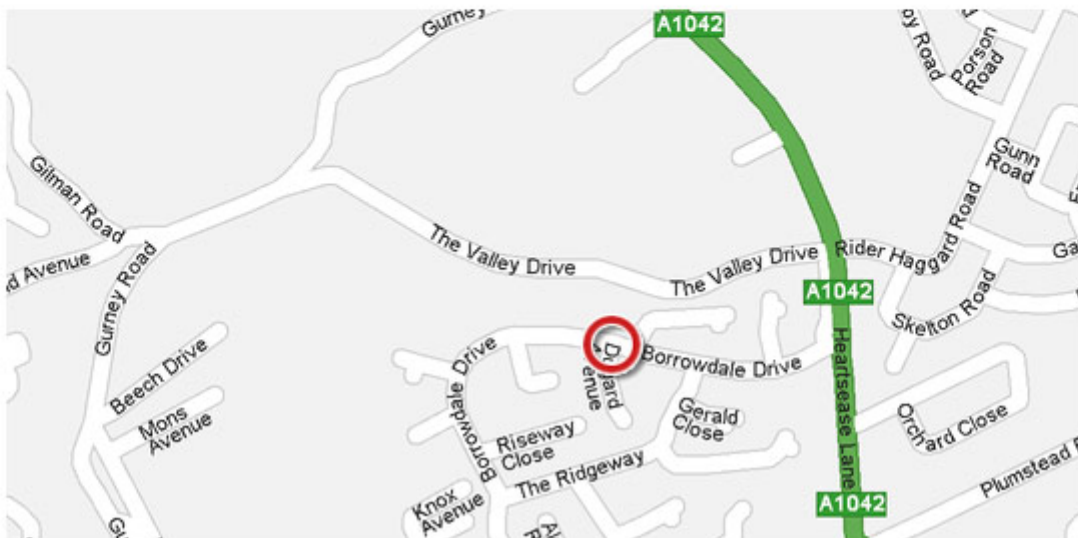 A1042
Gurney
Porson
Road
Gunn
Road
Gilman Road
Avenue
Gurney Road
The Valley Drive
The Valley Drive
Rider Haggard Road
A1042
Skelton Road
Heartsease Lane
Borrowdale Drive
Borrowdale Drive
Beech Drive
Mons
Avenue
Gerald
Close
Orchard Close
Riseway
Close
The Ridgeway
Knox
Avenue
Plumstead
A1042